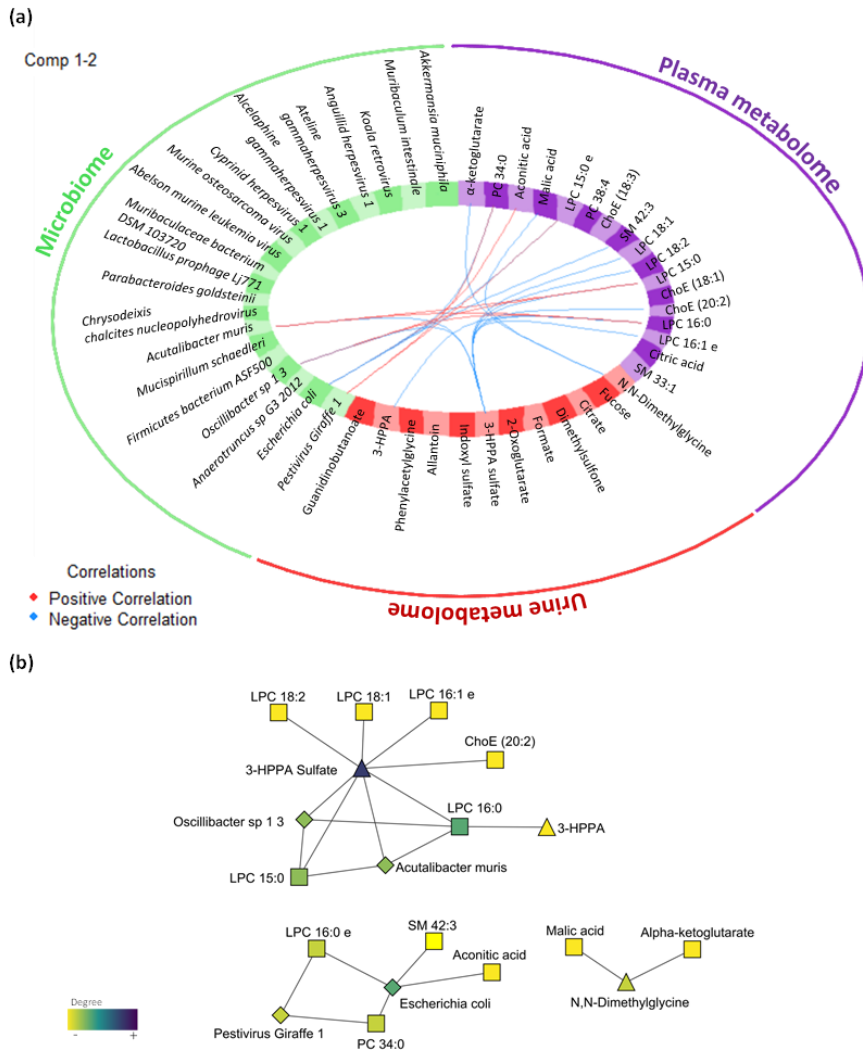 (a)
Comp 1-2
Microbiome
Plasma metabolome
Urine metabolome
Akkermansia muciniphila
Muribaculum intestinale
Koala retrovirus
Anguillid herpesvirus 1
Ateline
gammaherpesvirus 3
Alcelaphine
gammaherpesvirus 1
Cyprinid herpesvirus 1
Murine osteosarcoma virus
Abelson murine leukemia virus
Muribaculaceae bacterium
DSM 103720
Lactobacillus prophage Lj771
Parabacteroides goldsteinii
Chrysodeixis
chalcites nucleopolyhedrovirus
Acutalibacter muris
Mucispirillum schaedleri
Firmicutes bacterium ASF500
Oscillibacter sp 1 3
Anaerotruncus sp G3 2012
Escherichia coli
Pestivirus Giraffe 1
Guanidinobutanoate
3-HPPA
Phenylacetylglycine
Allantoin
Indoxyl sulfate
3-HPPA sulfate
2-Oxoglutarate
Formate
Dimethylsulfone
Citrate
Fucose
N,N-Dimethylglycine
α-ketoglutarate
PC 34:0
Aconitic acid
Malic acid
LPC 15:0 e
PC 38:4
ChoE (18:3)
SM 42:3
LPC 18:1
LPC 18:2
LPC 15:0
ChoE (18:1)
ChoE (20:2)
LPC 16:0
LPC 16:1 e
Citric acid
SM 33:1
Correlations
Positive Correlation
Negative Correlation
(b)
LPC 18:2
LPC 18:1
LPC 16:1 e
ChoE (20:2)
3-HPPA Sulfate
LPC 16:0
Oscillibacter sp 1 3
3-HPPA
Acutalibacter muris
LPC 15:0
LPC 16:0 e
SM 42:3
Aconitic acid
Escherichia coli
Pestivirus Giraffe 1
PC 34:0
Malic acid
Alpha-ketoglutarate
N,N-Dimethylglycine
Degree
- +